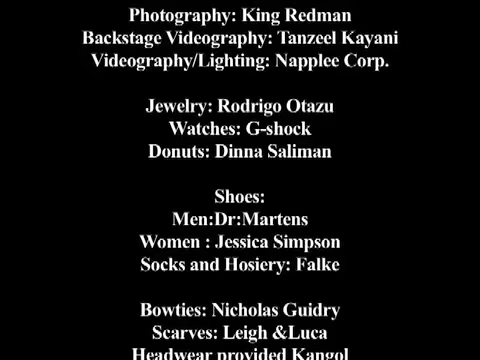 Photography: King Redman
Backstage Videography: Tanzeel Kayani
Videography/Lighting: Napplee Corp.
Jewelry: Rodrigo Otazu
Watches: G-shock
Donuts: Dinna Saliman
Shoes:
Men:Dr:Martens
Women : Jessica Simpson
Socks and Hosiery: Falke
Bowties: Nicholas Guidry
Scarves: Leigh &Luca
Headwear provided Kangol